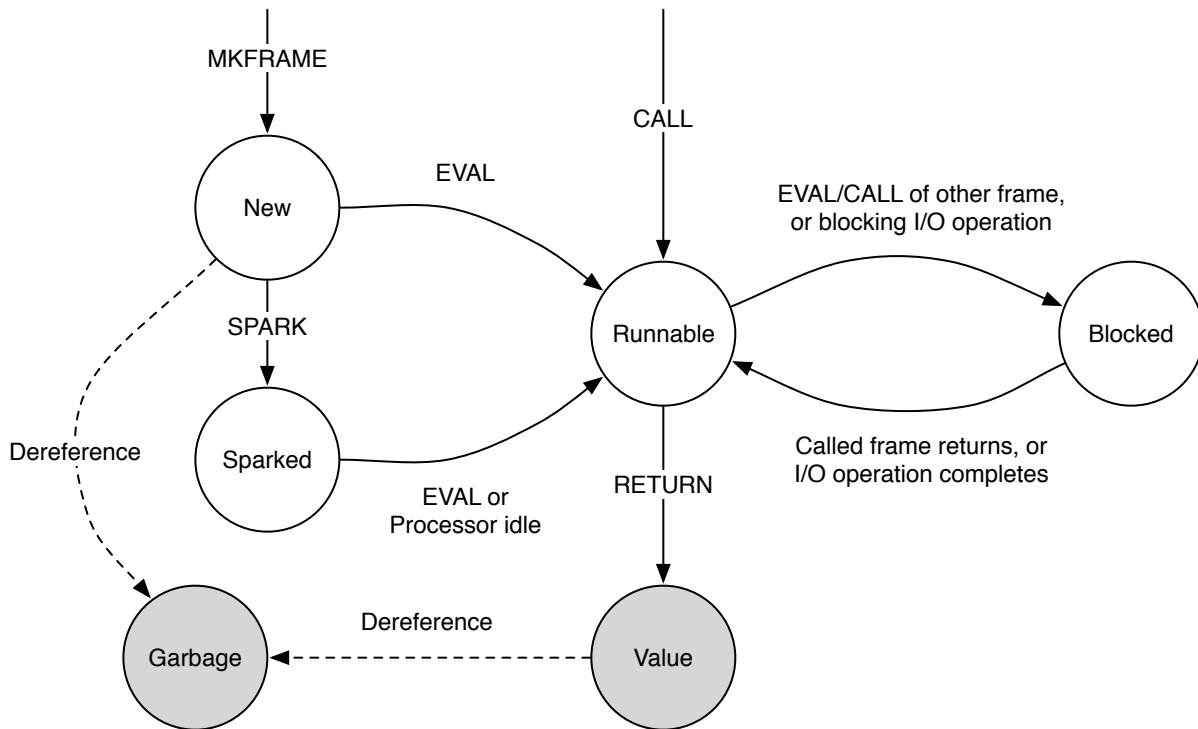 MKFRAME
CALL
EVAL
New
EVAL/CALL of other frame,
or blocking I/O operation
SPARK
Runnable
Blocked
Dereference
Sparked
EVAL or
Processor idle
RETURN
Called frame returns, or
I/O operation completes
Dereference
Garbage
Value